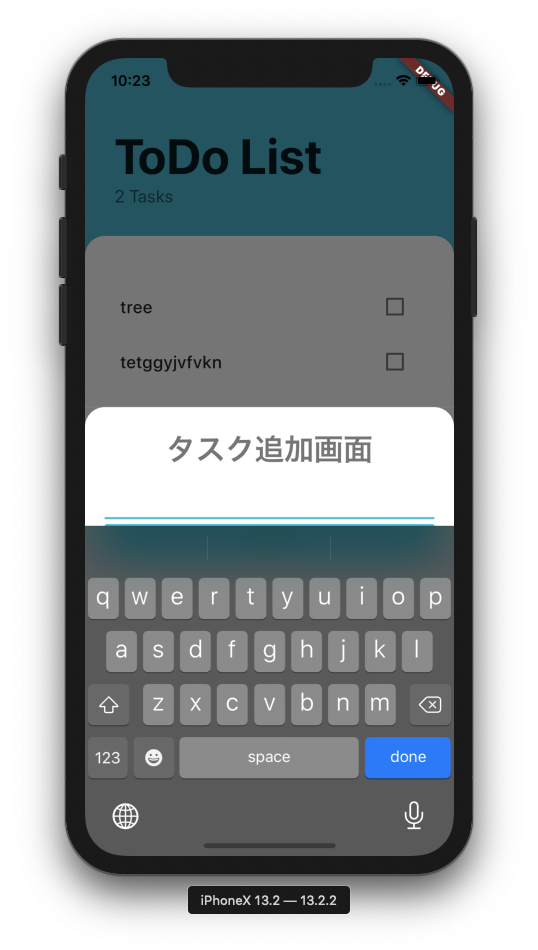 10:23
DEBUG
ToDo List
2 Tasks
tree
tetggyjvfvkn
タスク追加画面
q w e r t y u i o p
a s d f g h j k l
z x c v b n m
123 space done
iPhoneX 13.2 — 13.2.2